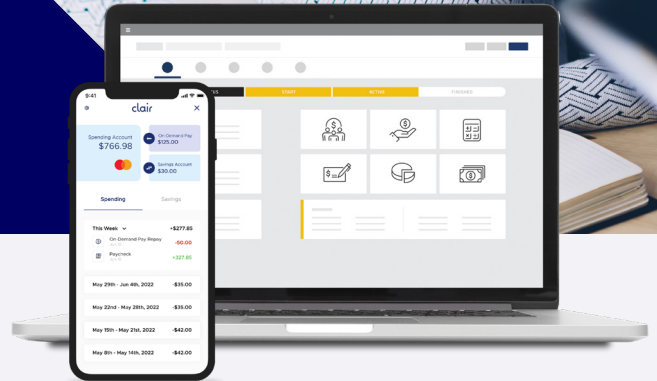 START
ACTIVE
FINISHED
9:41
clair
Spending Account
$766.98
On-Demand Pay
$125.00
Savings Account
$30.00
Spending
Savings
This Week
+$277.85
On-Demand Pay Repay
-50.00
Paycheck
+327.85
May 29th - Jun 4th, 2022
-$35.00
May 22nd - May 28th, 2022
-$35.00
May 15th - May 21st, 2022
-$42.00
May 8th - May 14th, 2022
-$42.00